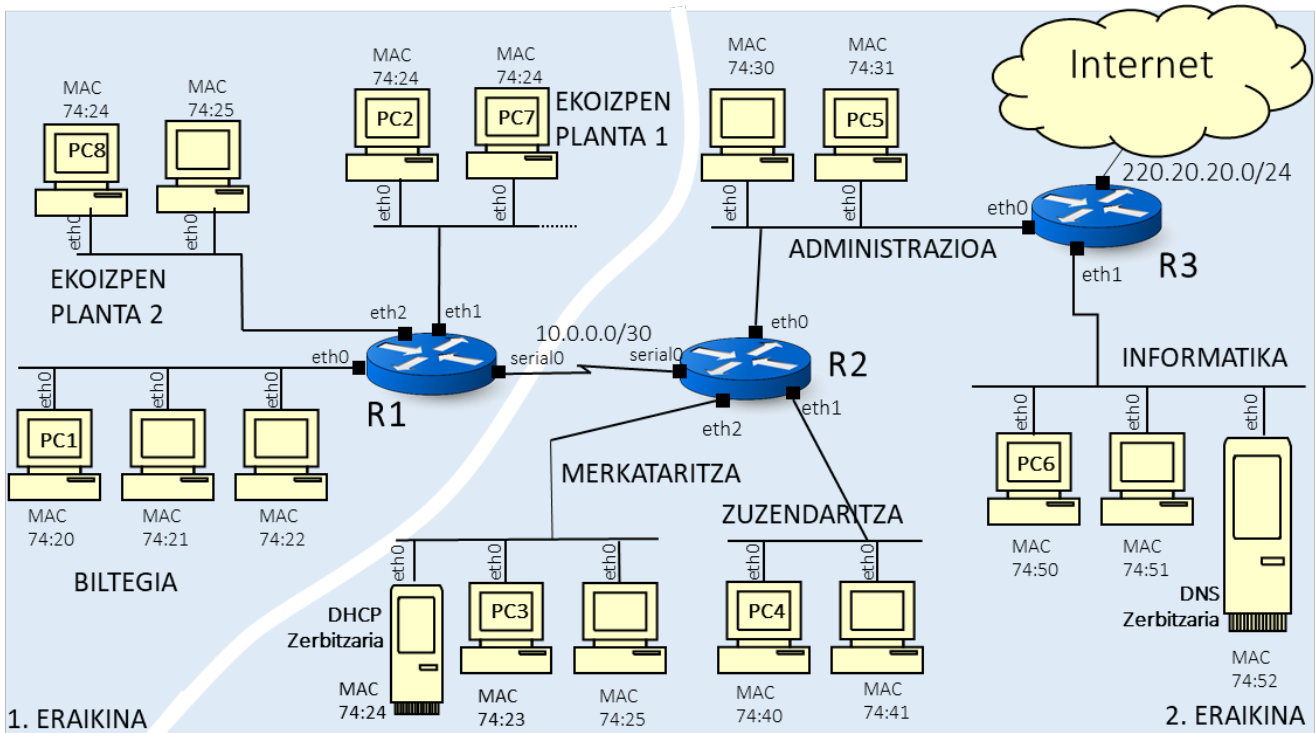 MAC
74:24
MAC
74:25
PC8
eth0
eth0
EKOIZPEN
PLANTA 2
MAC
74:24
MAC
74:24
PC2
PC7
EKOIZPEN
PLANTA 1
eth0
eth0
MAC
74:30
MAC
74:31
PC5
eth0
eth0
ADMINISTRAZIOA
Internet
220.20.20.0/24
eth0
R3
eth1
eth2
eth1
eth0
serial0
R1
10.0.0.0/30
serial0
eth0
R2
eth1
eth2
eth0
eth0
eth0
PC1
MAC
74:20
MAC
74:21
MAC
74:22
BILTEGIA
MERKATARITZA
eth0
eth0
eth0
DHCP
Zerbitzaria
PC3
MAC
74:24
MAC
74:23
MAC
74:25
ZUZENDARITZA
eth0
eth0
PC4
MAC
74:40
MAC
74:41
INFORMATIKA
eth0
eth0
eth0
PC6
MAC
74:50
MAC
74:51
DNS
Zerbitzaria
MAC
74:52
1. ERAIKINA
2. ERAIKINA